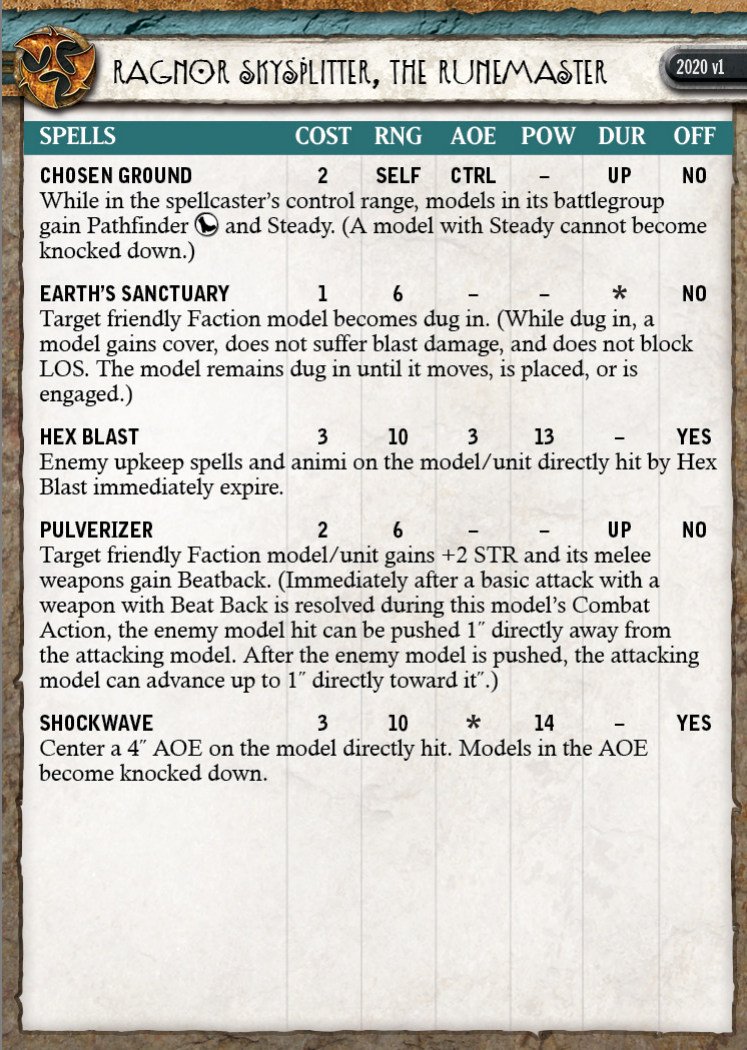 RAGNOR SKYSPLITTER, THE RUNEMASTER
2020 v1
SPELLS COST RNG AOE POW DUR OFF
CHOSEN GROUND 2 SELF CTRL – UP NO
While in the spellcaster's control range, models in its battlegroup
gain Pathfinder and Steady. (A model with Steady cannot become
knocked down.)
EARTH'S SANCTUARY 1 6 – – * NO
Target friendly Faction model becomes dug in. (While dug in, a
model gains cover, does not suffer blast damage, and does not block
LOS. The model remains dug in until it moves, is placed, or is
engaged.)
HEX BLAST 3 10 3 13 – YES
Enemy upkeep spells and animi on the model/unit directly hit by Hex
Blast immediately expire.
PULVERIZER 2 6 – – UP NO
Target friendly Faction model/unit gains +2 STR and its melee
weapons gain Beatback. (Immediately after a basic attack with a
weapon with Beat Back is resolved during this model's Combat
Action, the enemy model hit can be pushed 1˝ directly away from
the attacking model. After the enemy model is pushed, the attacking
model can advance up to 1˝ directly toward it˝.)
SHOCKWAVE 3 10 * 14 – YES
Center a 4˝ AOE on the model directly hit. Models in the AOE
become knocked down.